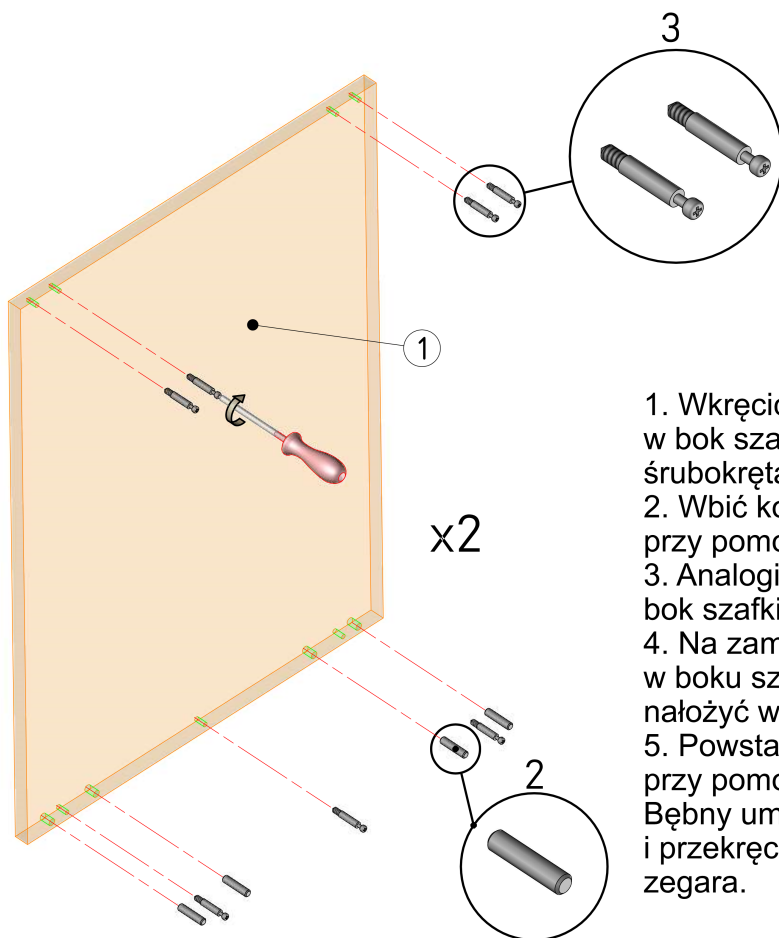 3
1
x2
2
1. Wkręcić
w bok sza
śrubokręta
2. Wbić ko
przy pomo
3. Analogi
bok szafki
4. Na zam
w boku sz
nałożyć w
5. Powsta
przy pomo
Bębny um
i przekręc
zegara.